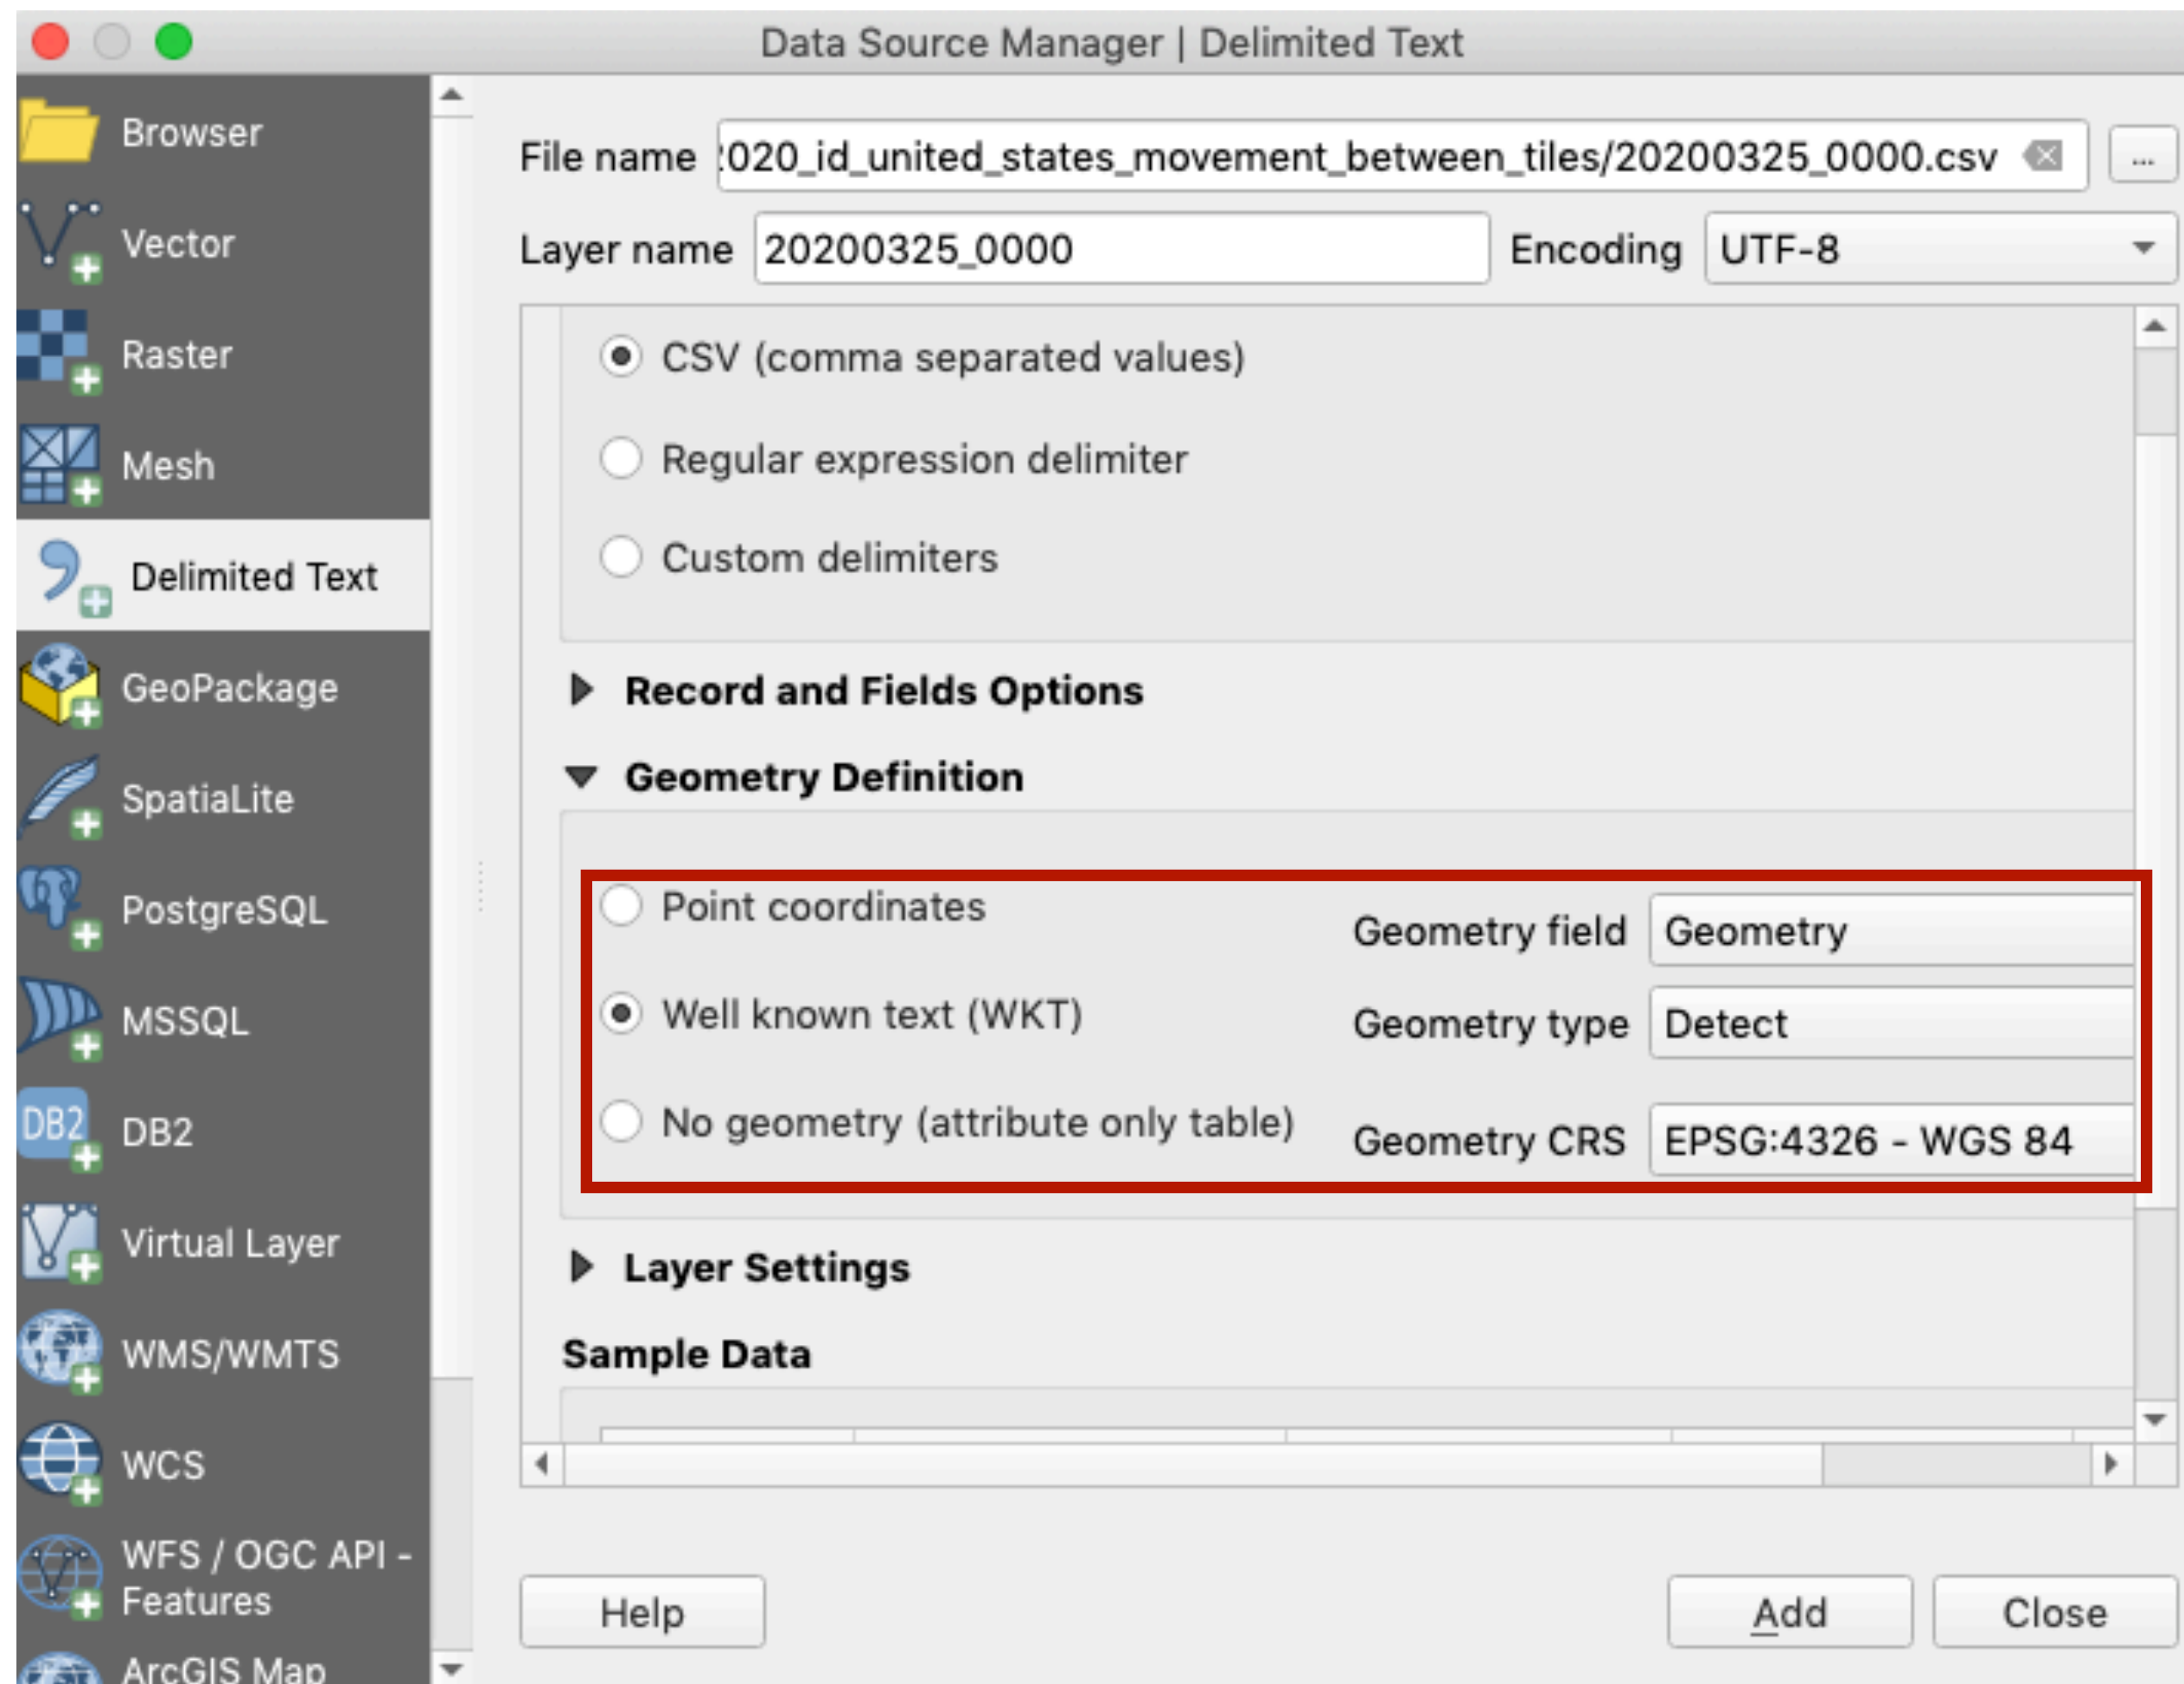 Data Source Manager | Delimited Text
Browser
Vector
Raster
Mesh
Delimited Text
GeoPackage
SpatiaLite
PostgreSQL
MSSQL
DB2
DB2
Virtual Layer
WMS/WMTS
WCS
WFS / OGC API -
Features
ArcGIS Map
File name :020_id_united_states_movement_between_tiles/20200325_0000.csv ...
Layer name 20200325_0000 Encoding UTF-8
CSV (comma separated values)
Regular expression delimiter
Custom delimiters
Record and Fields Options
Geometry Definition
Point coordinates
Geometry field Geometry
Well known text (WKT)
Geometry type Detect
No geometry (attribute only table)
Geometry CRS EPSG:4326 - WGS 84
Layer Settings
Sample Data
Help
Add
Close